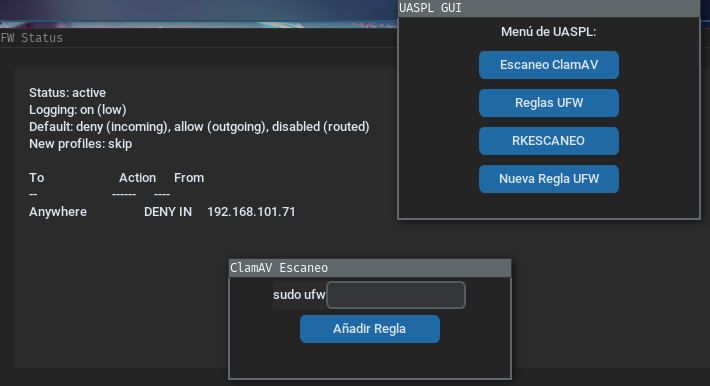 UASPL GUI
Menú de UASPL:
Escaneo ClamAV
Reglas UFW
RKESCANEO
Nueva Regla UFW
FW Status
Status: active
Logging: on (low)
Default: deny (incoming), allow (outgoing), disabled (routed)
New profiles: skip
To Action From
-- ------ ----
Anywhere DENY IN 192.168.101.71
ClamAV Escaneo
sudo ufw
Añadir Regla